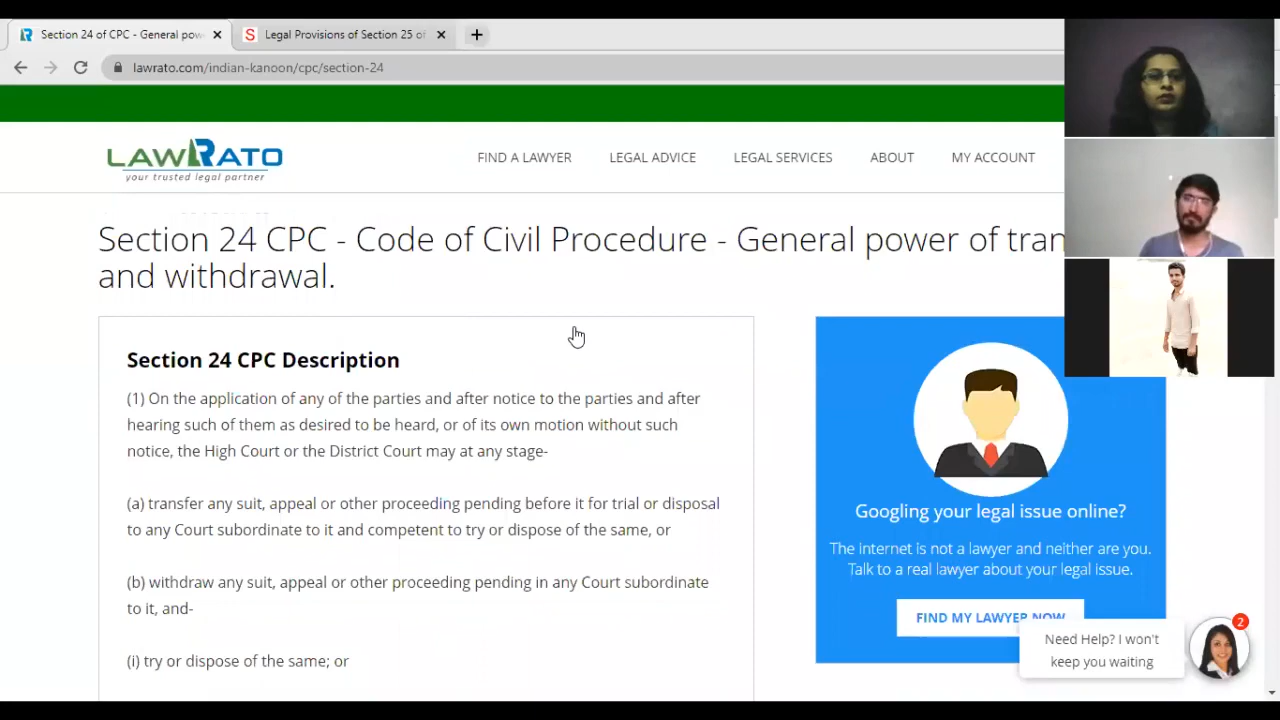 Section 24 of CPC - General pow
Legal Provisions of Section 25 of
lawrato.com/indian-kanoon/cpc/section-24
LAWRATO
your trusted legal partner
FIND A LAWYER
LEGAL ADVICE
LEGAL SERVICES
ABOUT
MY ACCOUNT
Section 24 CPC - Code of Civil Procedure - General power of tran
and withdrawal.
Section 24 CPC Description
(1) On the application of any of the parties and after notice to the parties and after
hearing such of them as desired to be heard, or of its own motion without such
notice, the High Court or the District Court may at any stage-
(a) transfer any suit, appeal or other proceeding pending before it for trial or disposal
to any Court subordinate to it and competent to try or dispose of the same, or
(b) withdraw any suit, appeal or other proceeding pending in any Court subordinate
to it, and-
(i) try or dispose of the same; or
Googling your legal issue online?
The internet is not a lawyer and neither are you.
Talk to a real lawyer about your legal issue.
FIND MY LAWYER NOW
Need Help? I won't
keep you waiting
2